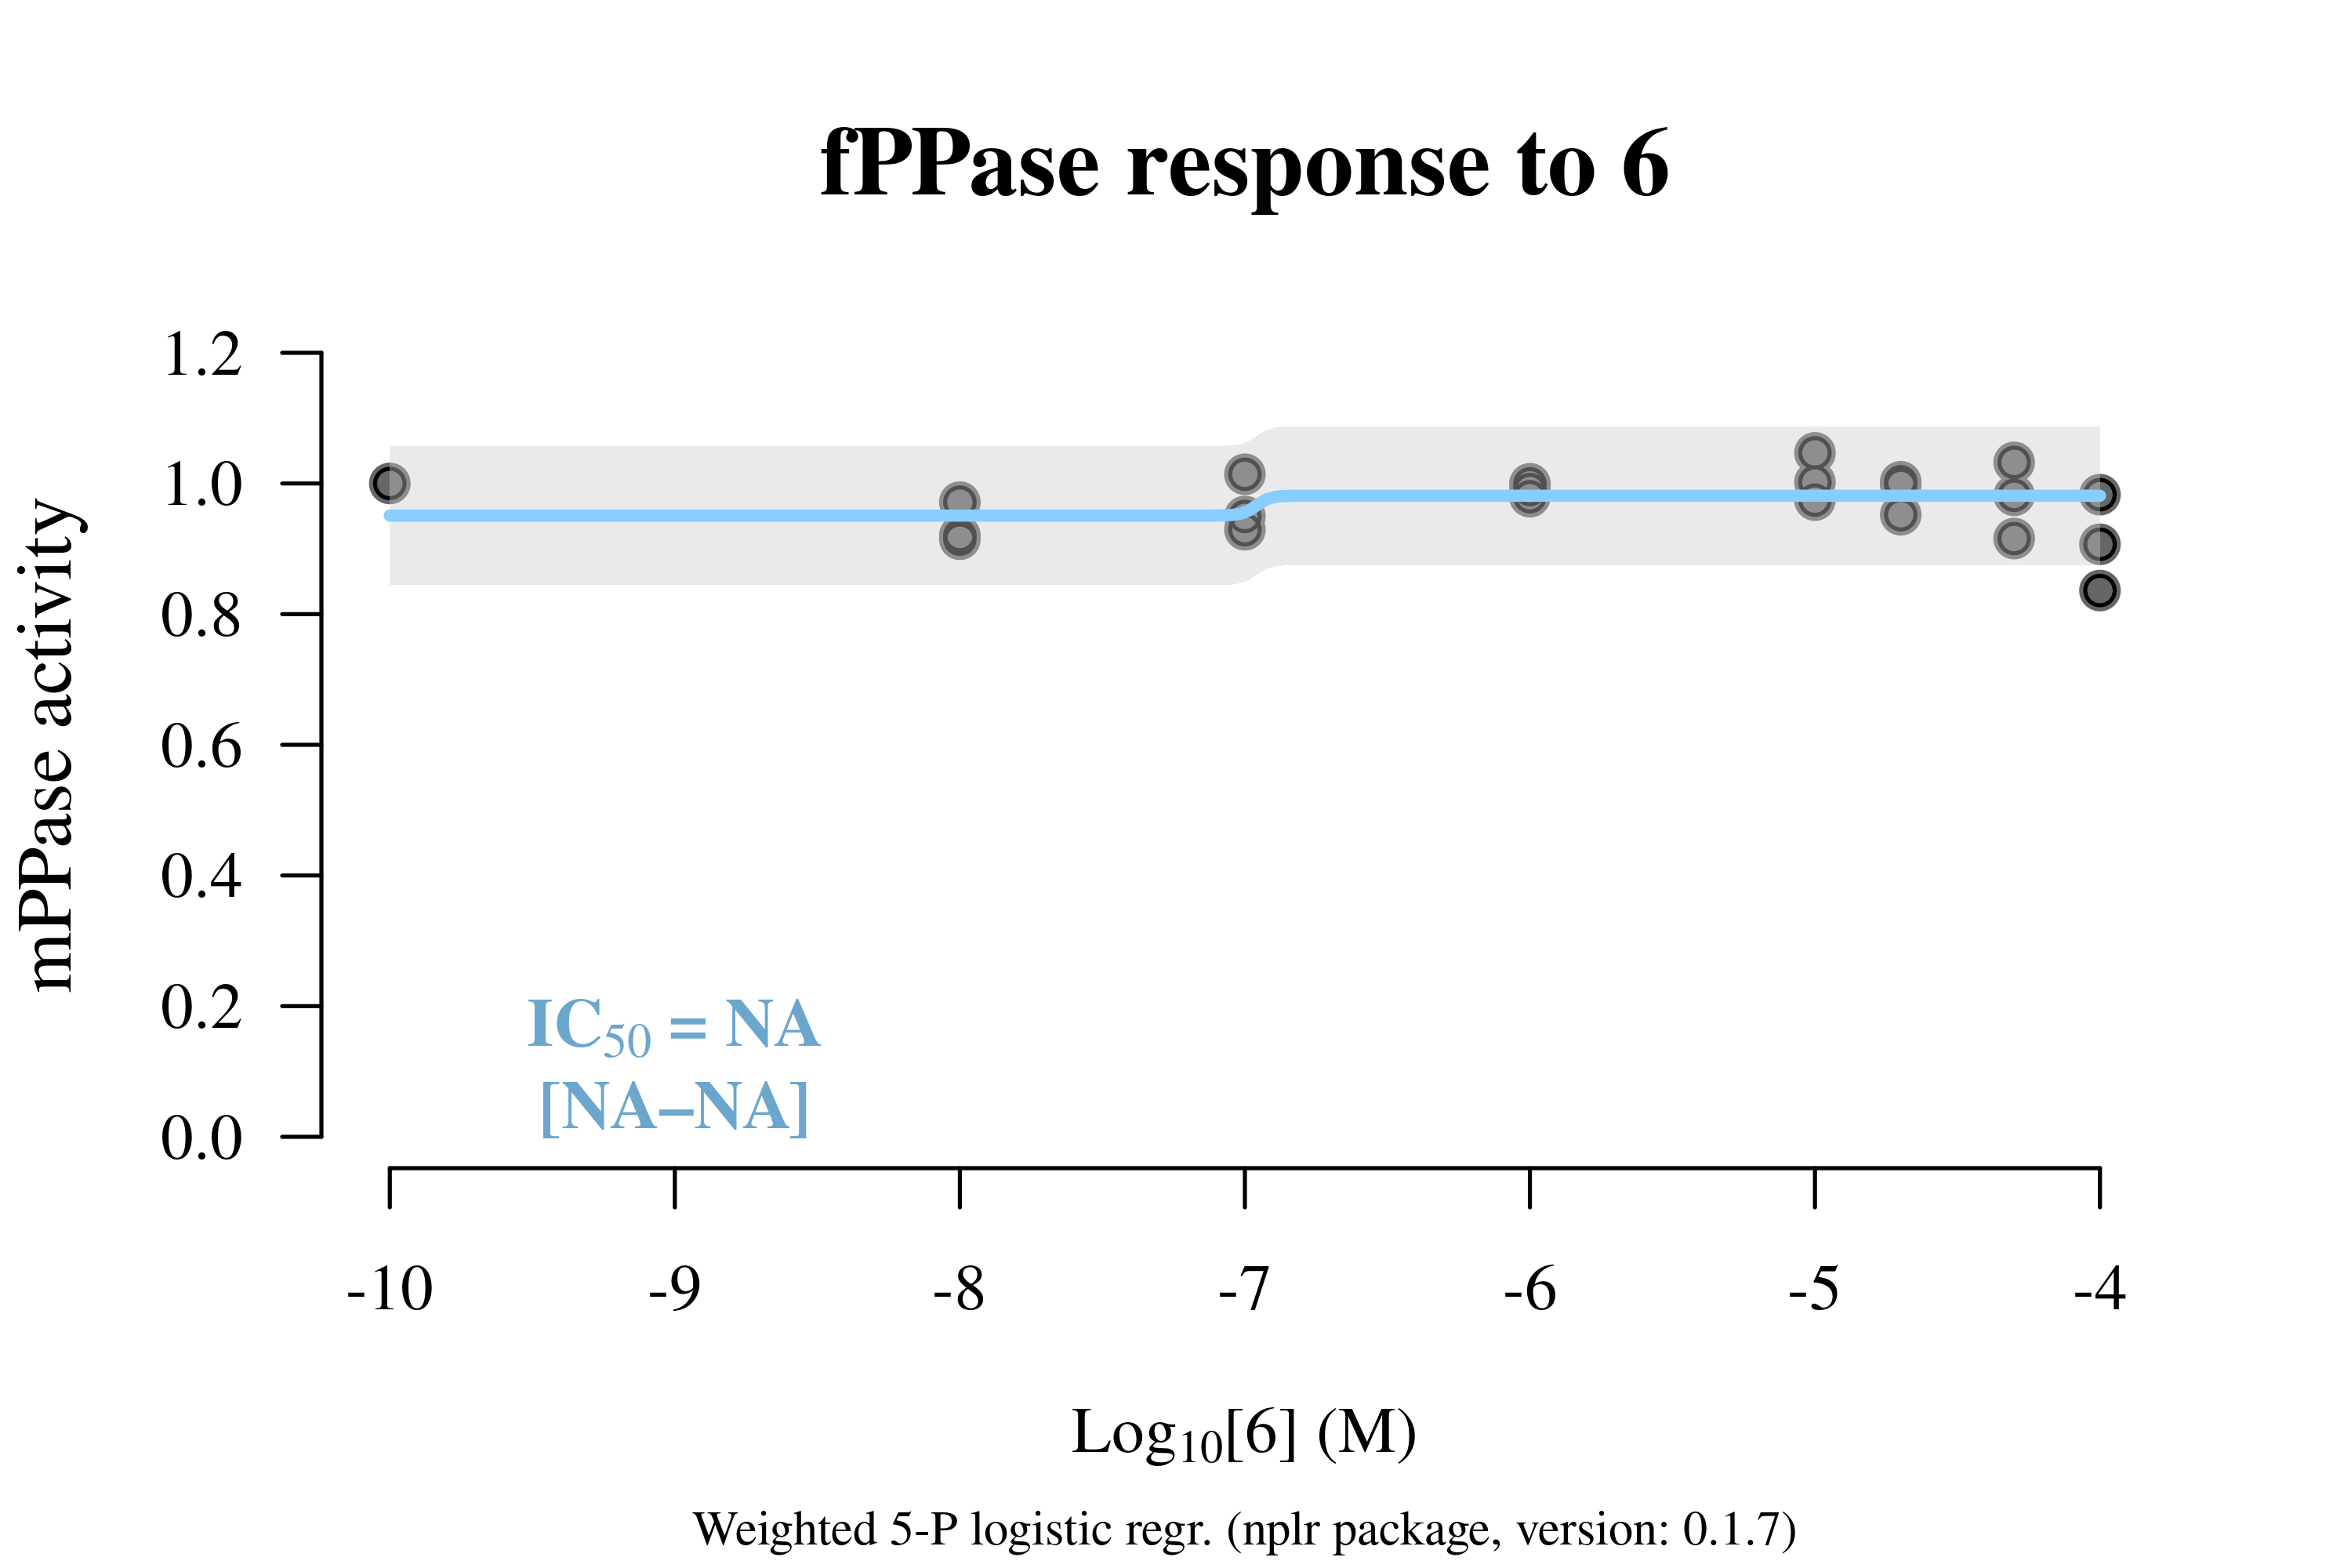 fPPase response to 6
mPPase activity
1.2
1.0
0.8
0.6
0.4
0.2
0.0
IC50 = NA
[NA–NA]
-10 -9 -8 -7 -6 -5 -4
Log10[6] (M)
Weighted 5-P logistic regr. (nplr package, version: 0.1.7)